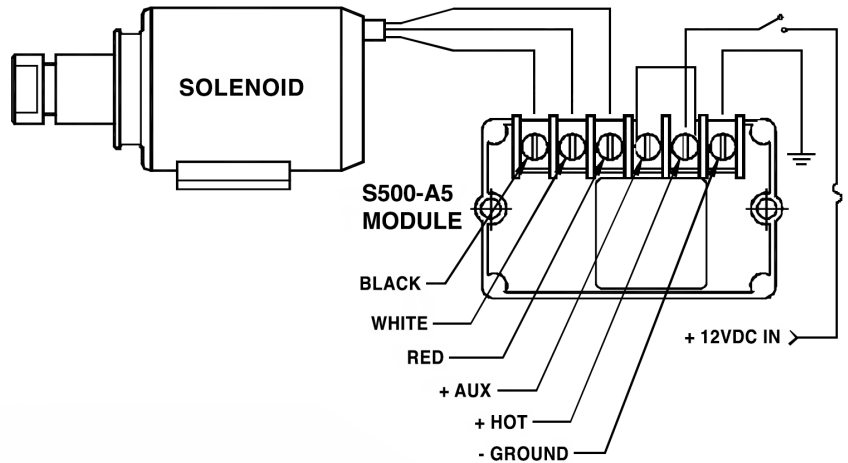 SOLENOID
S500-A5
MODULE
BLACK
WHITE
RED
+ AUX
+ HOT
- GROUND
+ 12VDC IN